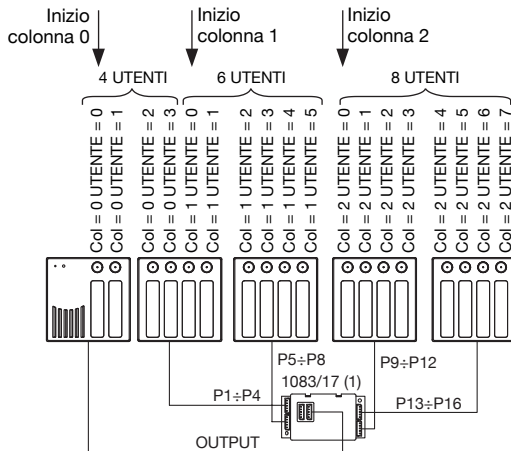 Inizio
colonna 0
Inizio
colonna 1
Inizio
colonna 2
4 UTENTI
6 UTENTI
8 UTENTI
Col = 0 UTENTE = 0
Col = 0 UTENTE = 1
Col = 0 UTENTE = 2
Col = 0 UTENTE = 3
Col = 1 UTENTE = 0
Col = 1 UTENTE = 1
Col = 1 UTENTE = 2
Col = 1 UTENTE = 3
Col = 1 UTENTE = 4
Col = 1 UTENTE = 5
Col = 2 UTENTE = 0
Col = 2 UTENTE = 1
Col = 2 UTENTE = 2
Col = 2 UTENTE = 3
Col = 2 UTENTE = 4
Col = 2 UTENTE = 5
Col = 2 UTENTE = 6
Col = 2 UTENTE = 7
P5÷P8
P9÷P12
1083/17 (1)
P1÷P4
P13÷P16
OUTPUT